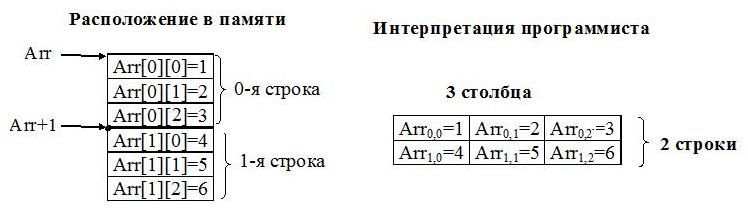 Расположение в памяти
Arr
Arr[0][0]=1
Arr[0][1]=2
Arr[0][2]=3
0-я строка
Arr+1
Arr[1][0]=4
Arr[1][1]=5
Arr[1][2]=6
1-я строка
Интерпретация программиста
3 столбца
Arr0,0=1 Arr0,1=2 Arr0,2=3
Arr1,0=4 Arr1,1=5 Arr1,2=6
2 строки